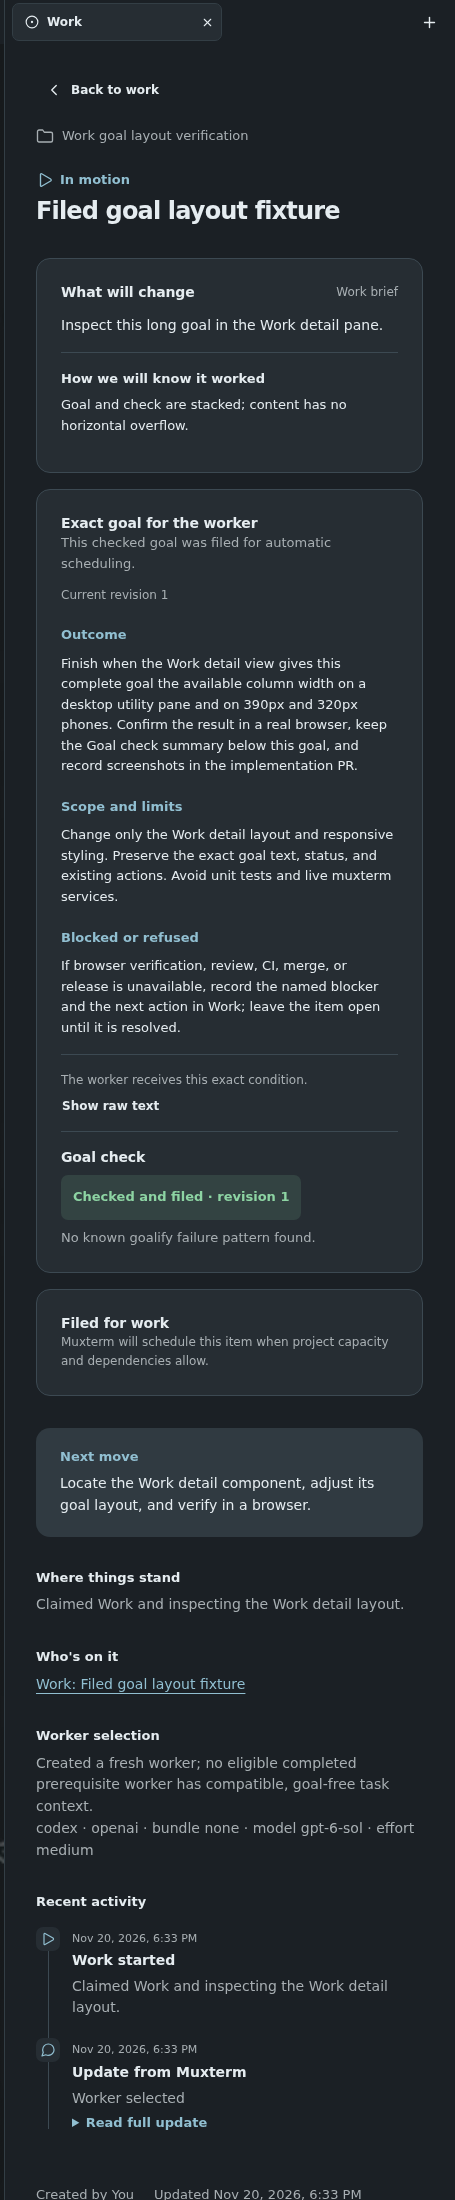 Work
Back to work
Work goal layout verification
In motion
Filed goal layout fixture
What will change
Work brief
Inspect this long goal in the Work detail pane.
How we will know it worked
Goal and check are stacked; content has no
horizontal overflow.
Exact goal for the worker
This checked goal was filed for automatic
scheduling.
Current revision 1
Outcome
Finish when the Work detail view gives this
complete goal the available column width on a
desktop utility pane and on 390px and 320px
phones. Confirm the result in a real browser, keep
the Goal check summary below this goal, and
record screenshots in the implementation PR.
Scope and limits
Change only the Work detail layout and responsive
styling. Preserve the exact goal text, status, and
existing actions. Avoid unit tests and live muxterm
services.
Blocked or refused
If browser verification, review, CI, merge, or
release is unavailable, record the named blocker
and the next action in Work; leave the item open
until it is resolved.
The worker receives this exact condition.
Show raw text
Goal check
Checked and filed · revision 1
No known goalify failure pattern found.
Filed for work
Muxterm will schedule this item when project capacity
and dependencies allow.
Next move
Locate the Work detail component, adjust its
goal layout, and verify in a browser.
Where things stand
Claimed Work and inspecting the Work detail layout.
Who's on it
Work: Filed goal layout fixture
Worker selection
Created a fresh worker; no eligible completed
prerequisite worker has compatible, goal-free task
context.
codex · openai · bundle none · model gpt-6-sol · effort
medium
Recent activity
Nov 20, 2026, 6:33 PM
Work started
Claimed Work and inspecting the Work detail
layout.
Nov 20, 2026, 6:33 PM
Update from Muxterm
Worker selected
Read full update
Created by You Updated Nov 20, 2026, 6:33 PM